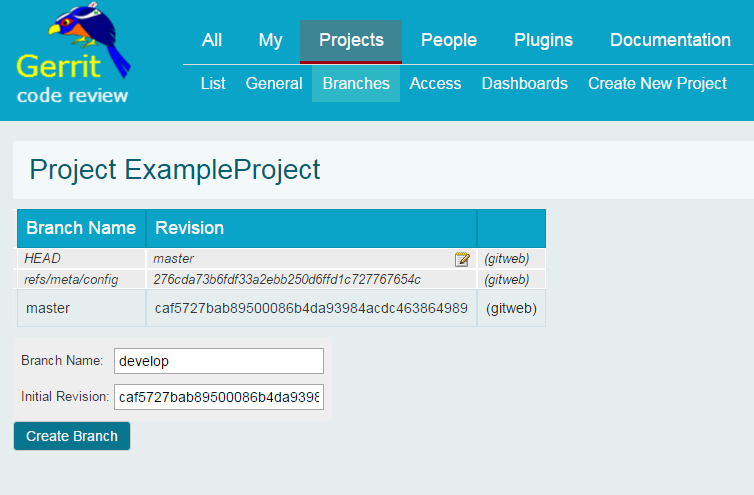 Gerrit
code review
All My Projects People Plugins Documentation
List General Branches Access Dashboards Create New Project
Project ExampleProject
Branch Name Revision
HEAD master (gitweb)
refs/meta/config 276cda73b6fdf33a2ebb250d6ffd1c727767654c (gitweb)
master caf5727bab89500086b4da93984acdc463864989 (gitweb)
Branch Name: develop
Initial Revision: caf5727bab89500086b4da9398
Create Branch